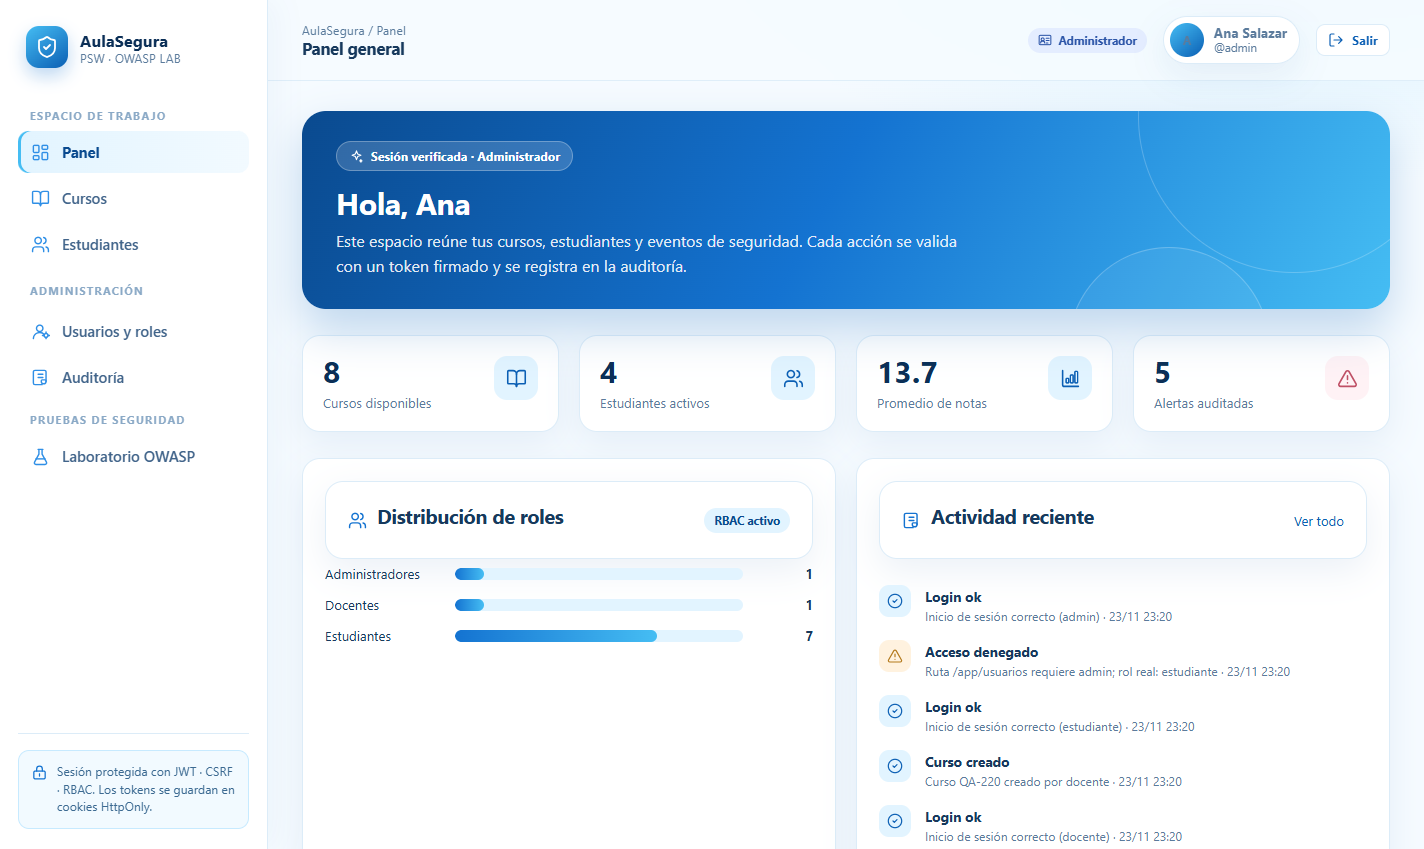 AulaSegura
PSW · OWASP LAB
ESPACIO DE TRABAJO
Panel
Cursos
Estudiantes
ADMINISTRACIÓN
Usuarios y roles
Auditoría
PRUEBAS DE SEGURIDAD
Laboratorio OWASP
Sesión protegida con JWT · CSRF
· RBAC. Los tokens se guardan en
cookies HttpOnly.
AulaSegura / Panel
Panel general
Administrador
Ana Salazar
@admin
Salir
Sesión verificada · Administrador
Hola, Ana
Este espacio reúne tus cursos, estudiantes y eventos de seguridad. Cada acción se valida
con un token firmado y se registra en la auditoría.
8
Cursos disponibles
4
Estudiantes activos
13.7
Promedio de notas
5
Alertas auditadas
Distribución de roles
RBAC activo
Administradores 1
Docentes 1
Estudiantes 7
Actividad reciente
Ver todo
Login ok
Inicio de sesión correcto (admin) · 23/11 23:20
Acceso denegado
Ruta /app/usuarios requiere admin; rol real: estudiante · 23/11 23:20
Login ok
Inicio de sesión correcto (estudiante) · 23/11 23:20
Curso creado
Curso QA-220 creado por docente · 23/11 23:20
Login ok
Inicio de sesión correcto (docente) · 23/11 23:20